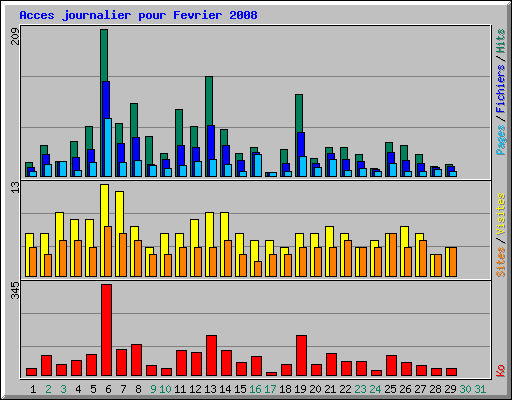 Acces journalier pour Fevrier 2008
209
Pages / Fichiers / Hits
13
Sites / Visites
345
Ko
1 2 3 4 5 6 7 8 9 10 11 12 13 14 15 16 17 18 19 20 21 22 23 24 25 26 27 28 29 30 31